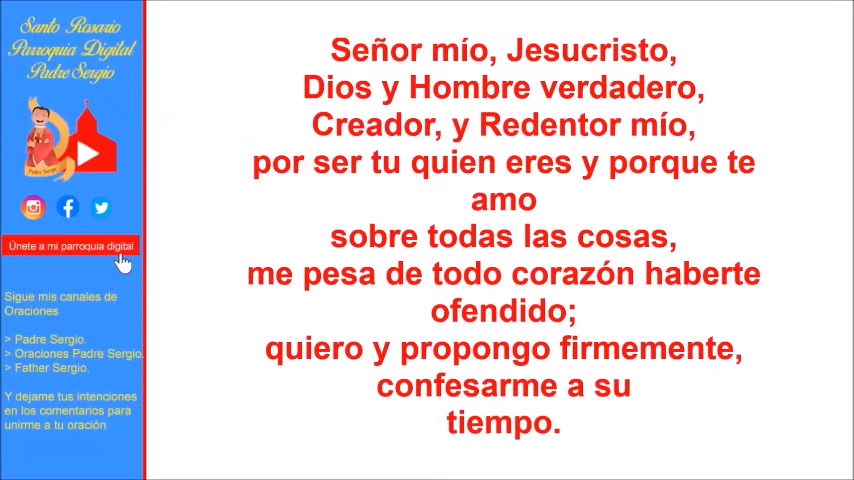 Santo Rosario
Parroquia Digital
Padre Sergio
Padre Sergio
Únete a mi parroquia digital
Sigue mis canales de
Oraciones
> Padre Sergio.
> Oraciones Padre Sergio.
> Father Sergio.
Y dejame tus intenciones
en los comentarios para
unirme a tu oración.
Señor mío, Jesucristo,
Dios y Hombre verdadero,
Creador, y Redentor mío,
por ser tu quien eres y porque te
amo
sobre todas las cosas,
me pesa de todo corazón haberte
ofendido;
quiero y propongo firmemente,
confesarme a su
tiempo.